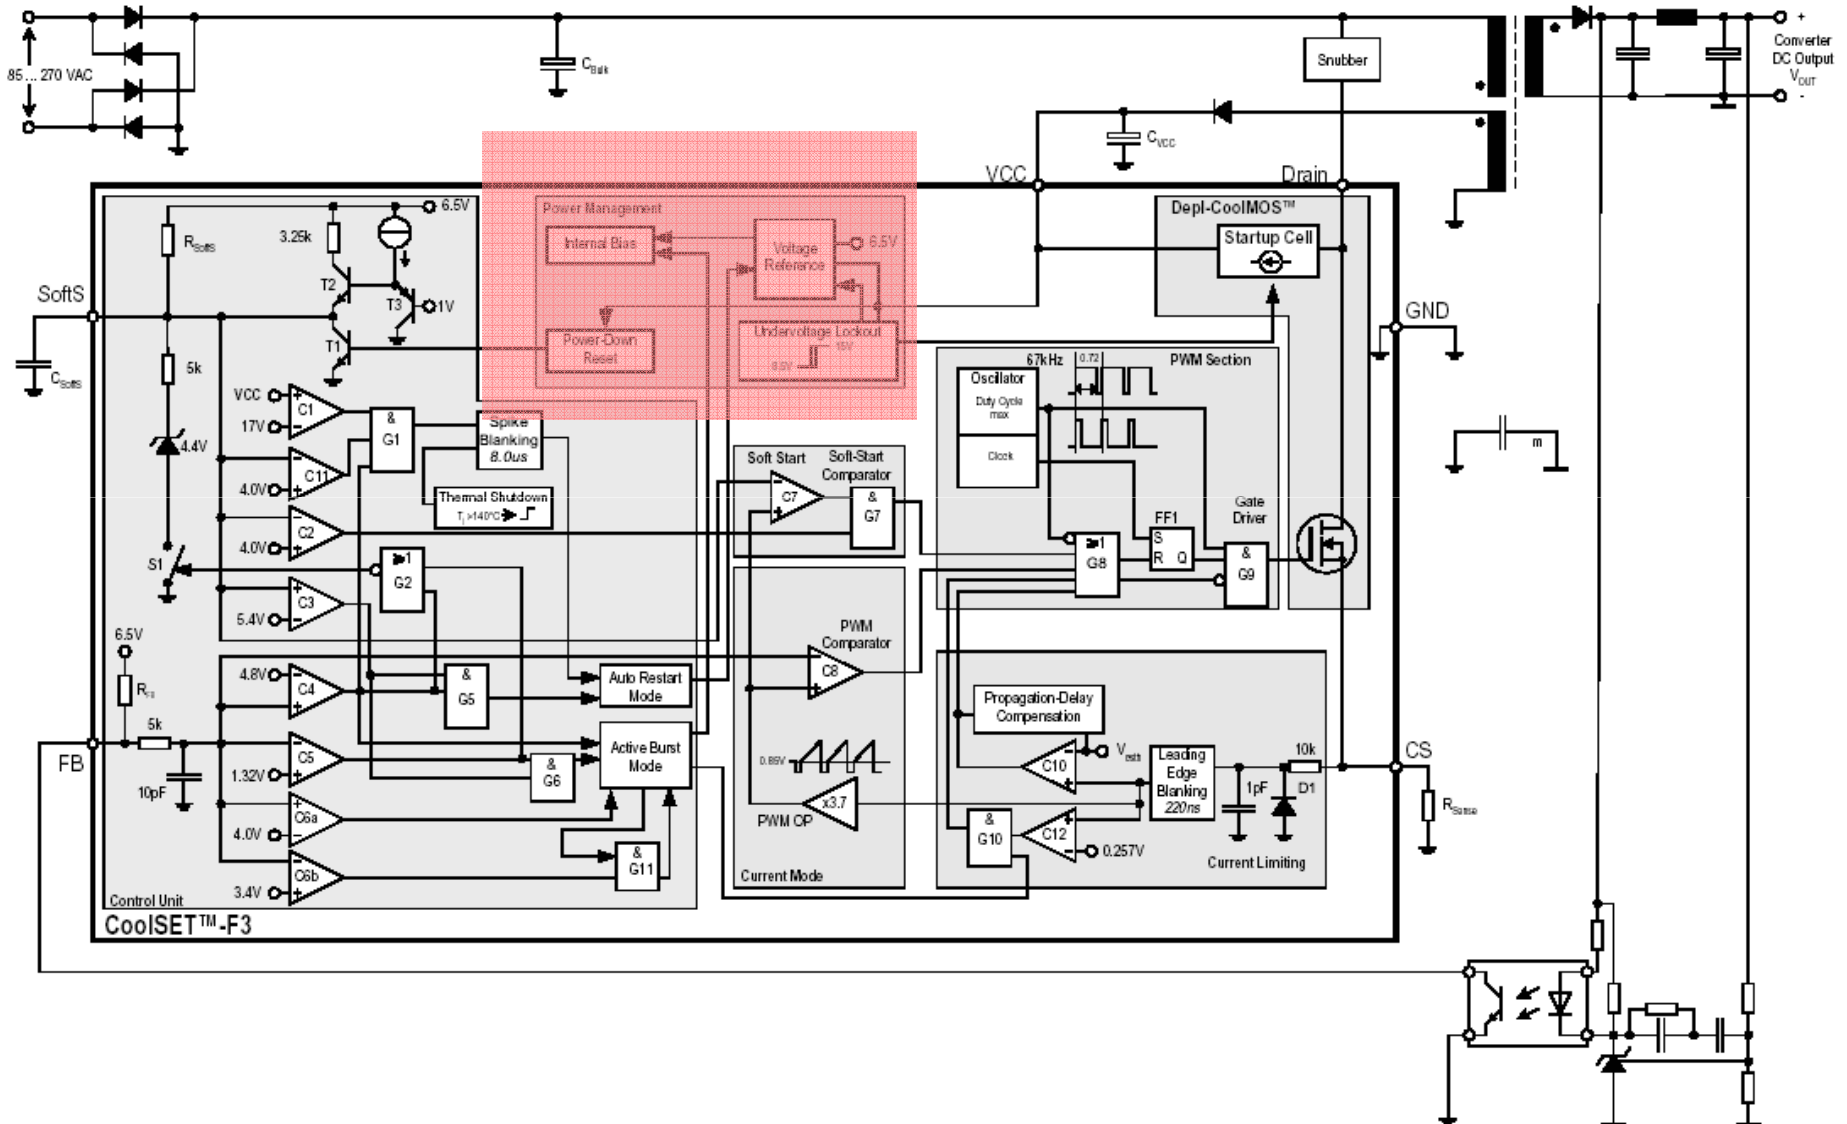 85 ... 270 VAC
C_Bulk
Snubber
+
Converter
DC Output
V_OUT
-
C_VCC
VCC
Drain
6.5V
R_SoftS
3.25k
T2
T3
1V
T1
SoftS
C_SoftS
5k
4.4V
S1
Power Management
Internal Bias
Voltage
Reference
6.5V
Power-Down
Reset
Undervoltage Lockout
15V
8.5V
Depl-CoolMOS™
Startup Cell
GND
VCC
17V
C1
&
G1
Spike
Blanking
8.0us
C11
4.0V
Thermal Shutdown
Tj >140°C
C2
4.0V
≥1
G2
C3
5.4V
6.5V
R_FB
4.8V
C4
&
G5
Auto Restart
Mode
5k
FB
10pF
C5
1.32V
&
G6
Active Burst
Mode
C6a
4.0V
C6b
3.4V
&
G11
Control Unit
CoolSET™-F3
Soft Start
Soft-Start
Comparator
C7
&
G7
PWM
Comparator
C8
0.85V
x3.7
PWM OP
Current Mode
67kHz
0.72
PWM Section
Oscillator
Duty Cycle
max
Clock
≥1
G8
FF1
S
R Q
Gate
Driver
&
G9
Propagation-Delay
Compensation
V_csth
C10
Leading
Edge
Blanking
220ns
10k
1pF
D1
&
G10
C12
0.257V
Current Limiting
CS
R_Sense
m